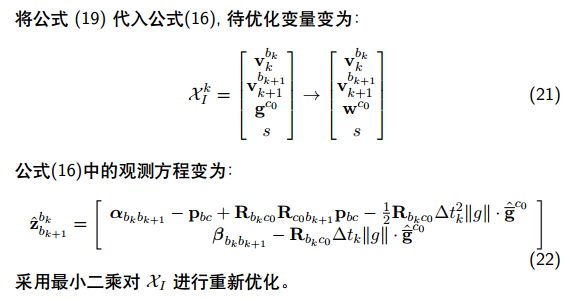 将公式 (19) 代入公式(16), 待优化变量变为:
$$\mathcal{X}_I^k = \begin{bmatrix} \mathbf{v}_k^{b_k} \\ \mathbf{v}_{k+1}^{b_{k+1}} \\ \mathbf{g}^{c_0} \\ s \end{bmatrix} \rightarrow \begin{bmatrix} \mathbf{v}_k^{b_k} \\ \mathbf{v}_{k+1}^{b_{k+1}} \\ \mathbf{w}^{c_0} \\ s \end{bmatrix} \quad (21)$$
公式(16)中的观测方程变为:
$$\hat{\mathbf{z}}_{b_{k+1}}^{b_k} = \begin{bmatrix} \boldsymbol{\alpha}_{b_k b_{k+1}} - \mathbf{p}_{bc} + \mathbf{R}_{b_k c_0} \mathbf{R}_{c_0 b_{k+1}} \mathbf{p}_{bc} - \frac{1}{2} \mathbf{R}_{b_k c_0} \Delta t_k^2 \|g\| \cdot \hat{\bar{\mathbf{g}}}^{c_0} \\ \boldsymbol{\beta}_{b_k b_{k+1}} - \mathbf{R}_{b_k c_0} \Delta t_k \|g\| \cdot \hat{\bar{\mathbf{g}}}^{c_0} \end{bmatrix} \quad (22)$$
采用最小二乘对 $\mathcal{X}_I$ 进行重新优化。